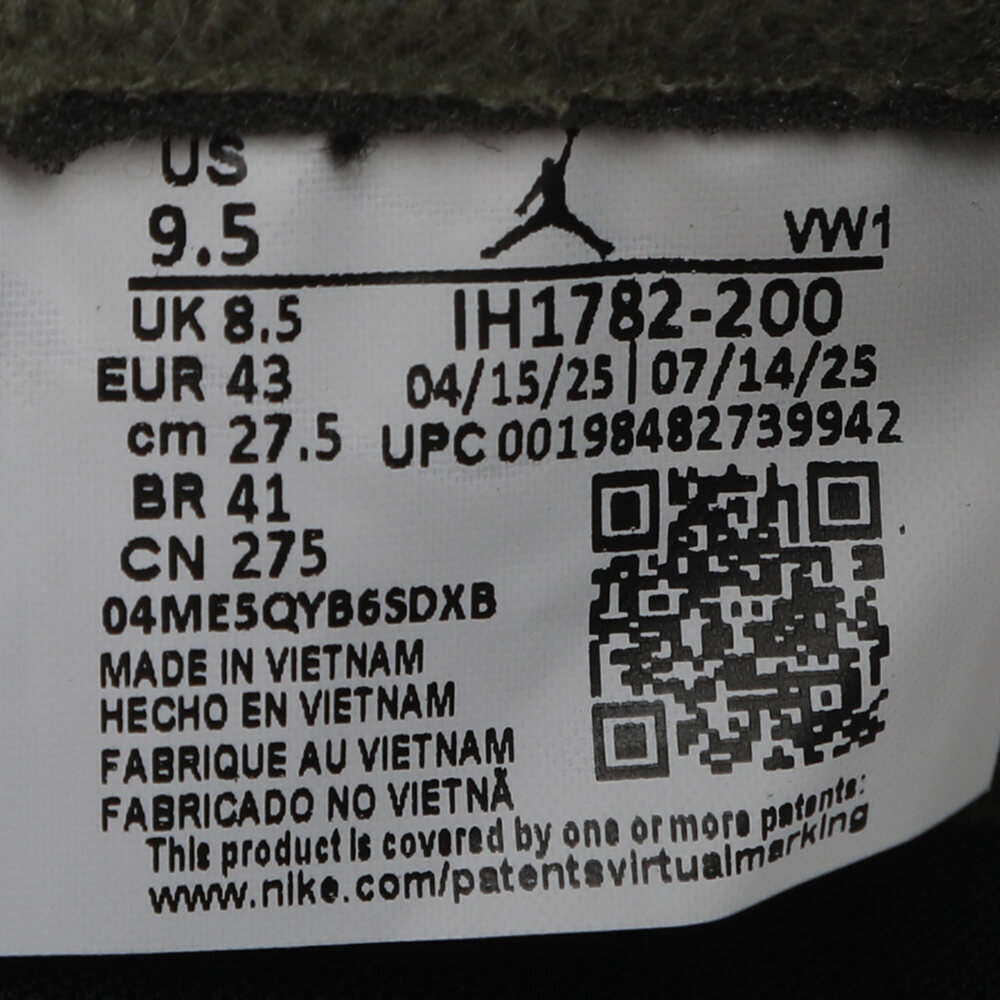 US
9.5
VW1
UK 8.5
IH1782-200
EUR 43
04/15/25 | 07/14/25
cm 27.5
UPC 00198482739942
BR 41
CN 275
04ME5QYB6SDXB
MADE IN VIETNAM
HECHO EN VIETNAM
FABRIQUE AU VIETNAM
FABRICADO NO VIETNÃ
This product is covered by one or more patents:
www.nike.com/patentsvirtualmarking